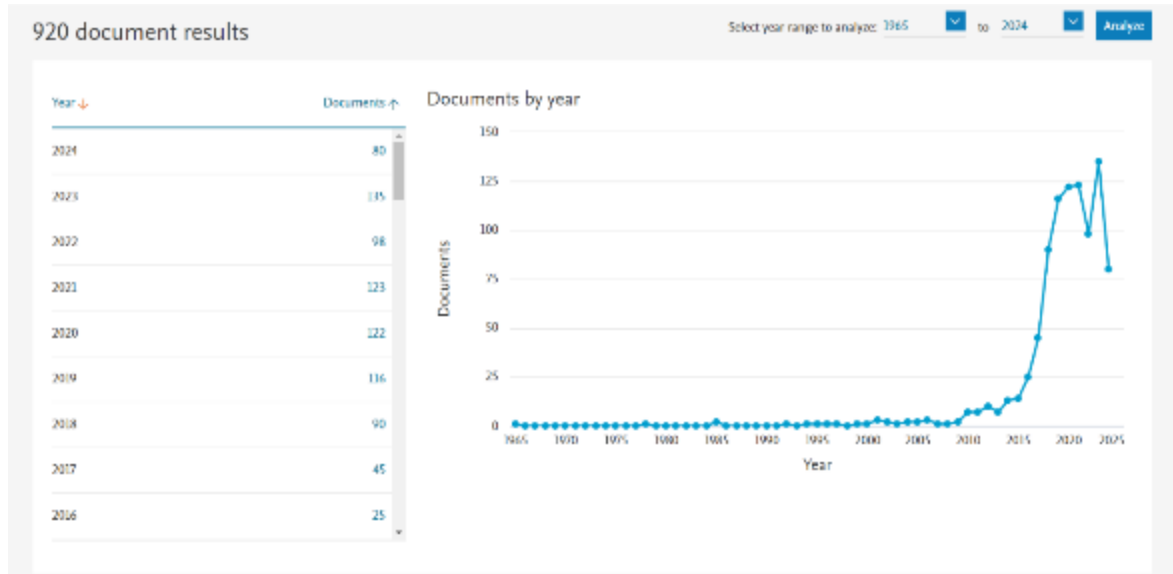 920 document results
Select year range to analyze: 1965 to 2024 Analyze
Year Documents
2024 80
2023 135
2022 98
2021 123
2020 122
2019 116
2018 90
2017 45
2016 25
Documents by year
150
125
100
75
50
25
0
Documents
1965 1970 1975 1980 1985 1990 1995 2000 2005 2010 2015 2020 2025
Year